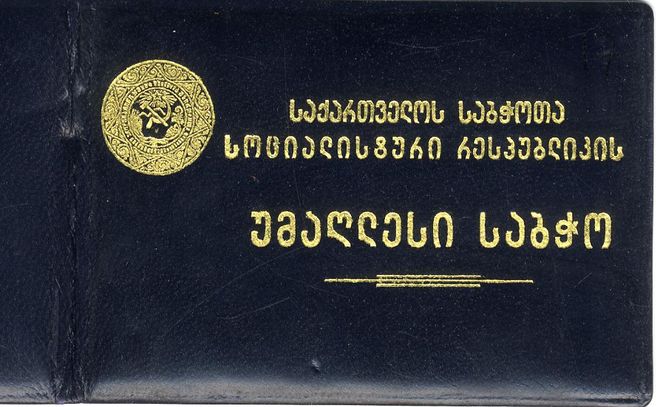 საქართველოს საბჭოთა
სოციალისტური რესპუბლიკის
უმაღლესი საბჭო